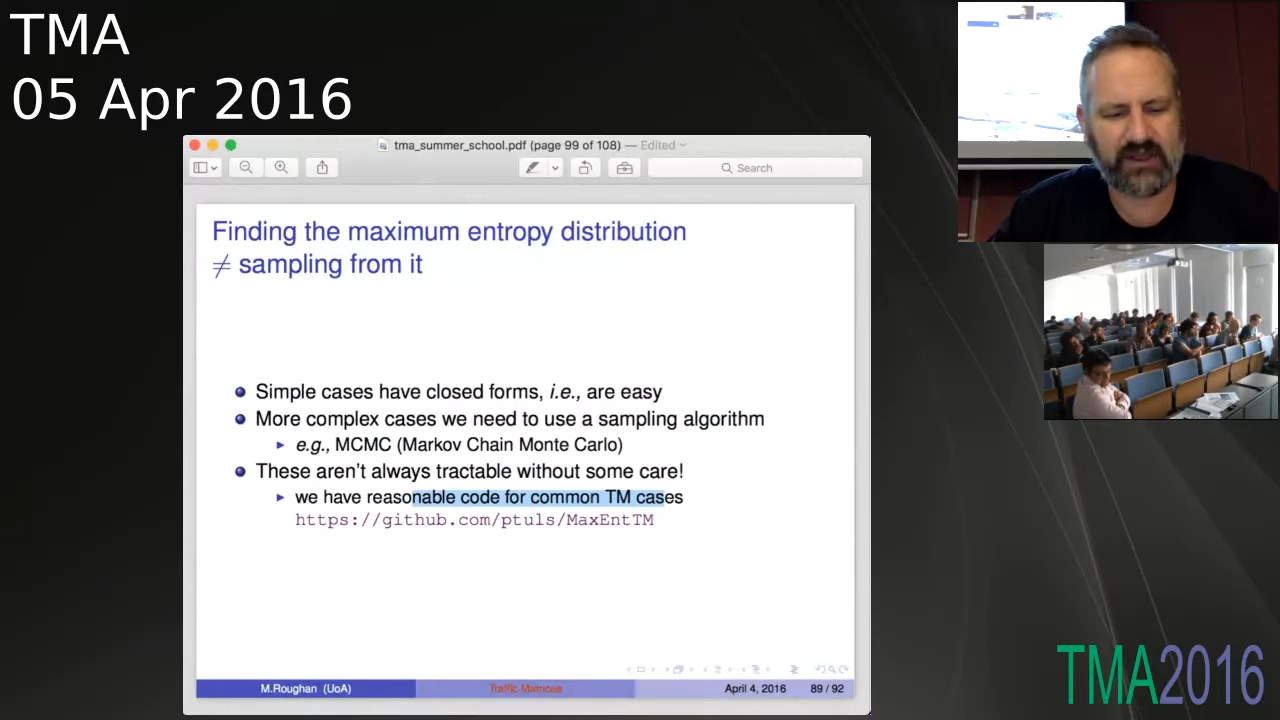 TMA
05 Apr 2016
tma_summer_school.pdf (page 99 of 108) — Edited
Search
Finding the maximum entropy distribution
≠ sampling from it
Simple cases have closed forms, i.e., are easy
More complex cases we need to use a sampling algorithm
e.g., MCMC (Markov Chain Monte Carlo)
These aren't always tractable without some care!
we have reasonable code for common TM cases
https://github.com/ptuls/MaxEntTM
M.Roughan (UoA)
Traffic Matrices
April 4, 2016
89 / 92
TMA2016